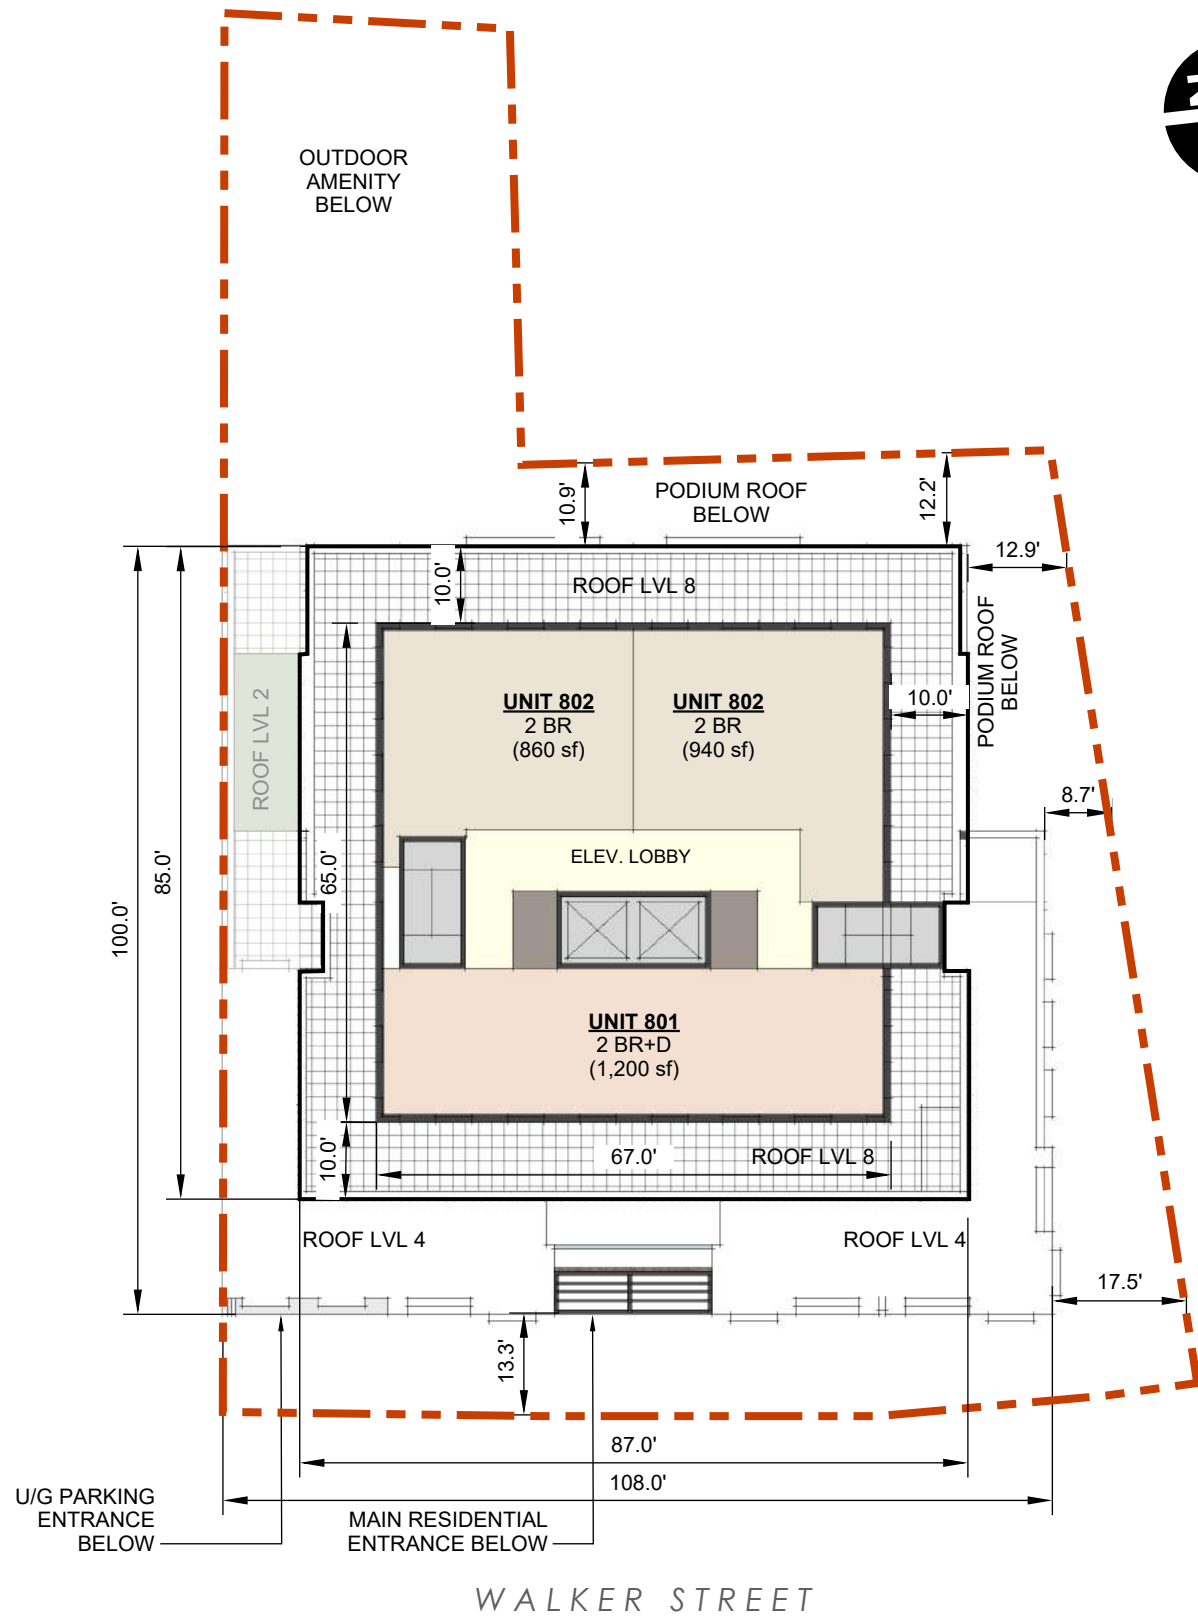 OUTDOOR
AMENITY
BELOW
10.9'
PODIUM ROOF
BELOW
12.2'
12.9'
10.0'
ROOF LVL 8
PODIUM ROOF
BELOW
UNIT 802
2 BR
(860 sf)
UNIT 802
2 BR
(940 sf)
10.0'
ROOF LVL 2
8.7'
85.0'
65.0'
100.0'
ELEV. LOBBY
UNIT 801
2 BR+D
(1,200 sf)
10.0'
67.0'
ROOF LVL 8
ROOF LVL 4
ROOF LVL 4
17.5'
13.3'
87.0'
108.0'
U/G PARKING
ENTRANCE
BELOW
MAIN RESIDENTIAL
ENTRANCE BELOW
WALKER STREET